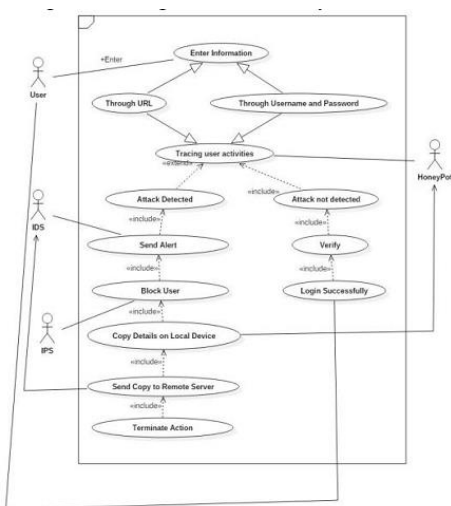 Enter Information
+Enter
User
Through URL
Through Username and Password
Tracing user activities
«extend»
HoneyPot
Attack Detected
«include»
Attack not detected
«include»
«include»
IDS
Send Alert
Verify
«include»
«include»
Block User
Login Successfully
«include»
IPS
Copy Details on Local Device
«include»
Send Copy to Remote Server
«include»
Terminate Action